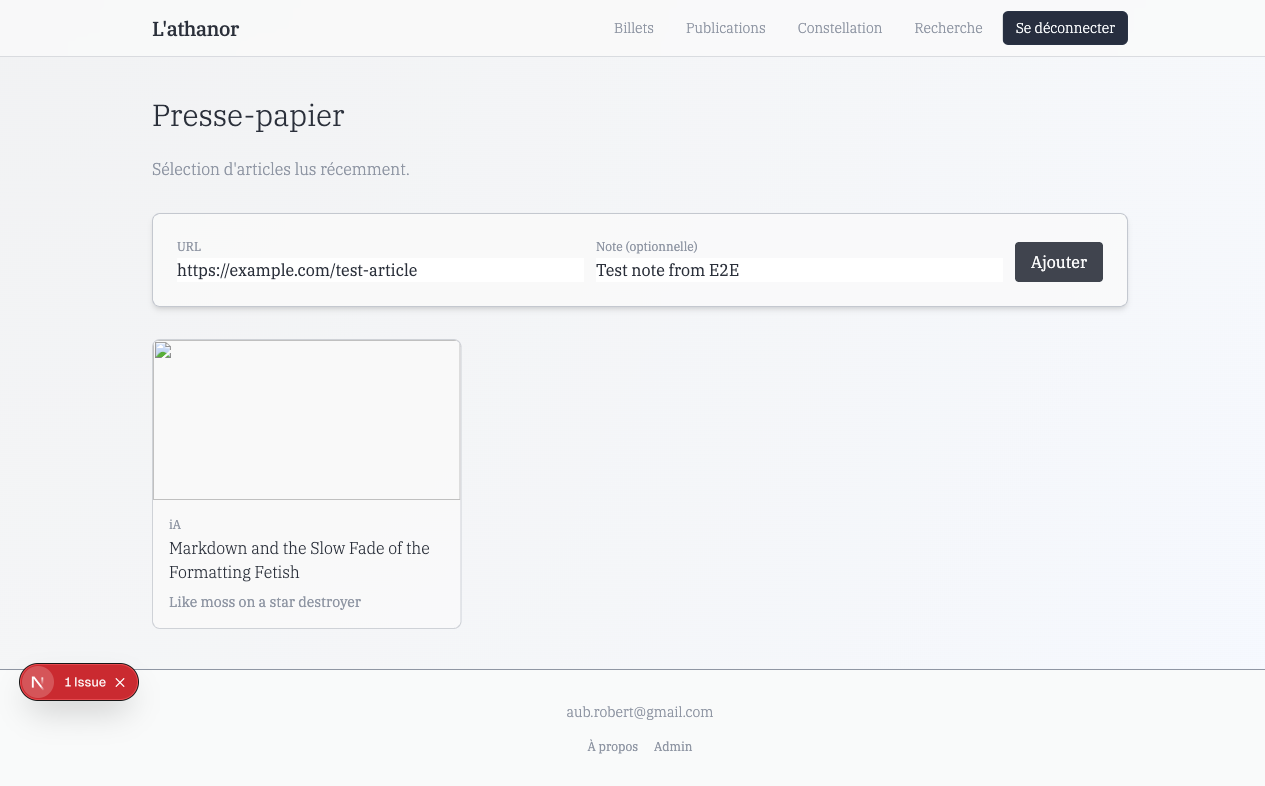 L'athanor
Billets Publications Constellation Recherche Se déconnecter
Presse-papier
Sélection d'articles lus récemment.
URL
https://example.com/test-article
Note (optionnelle)
Test note from E2E
Ajouter
iA
Markdown and the Slow Fade of the
Formatting Fetish
Like moss on a star destroyer
N 1 Issue
aub.robert@gmail.com
À propos Admin